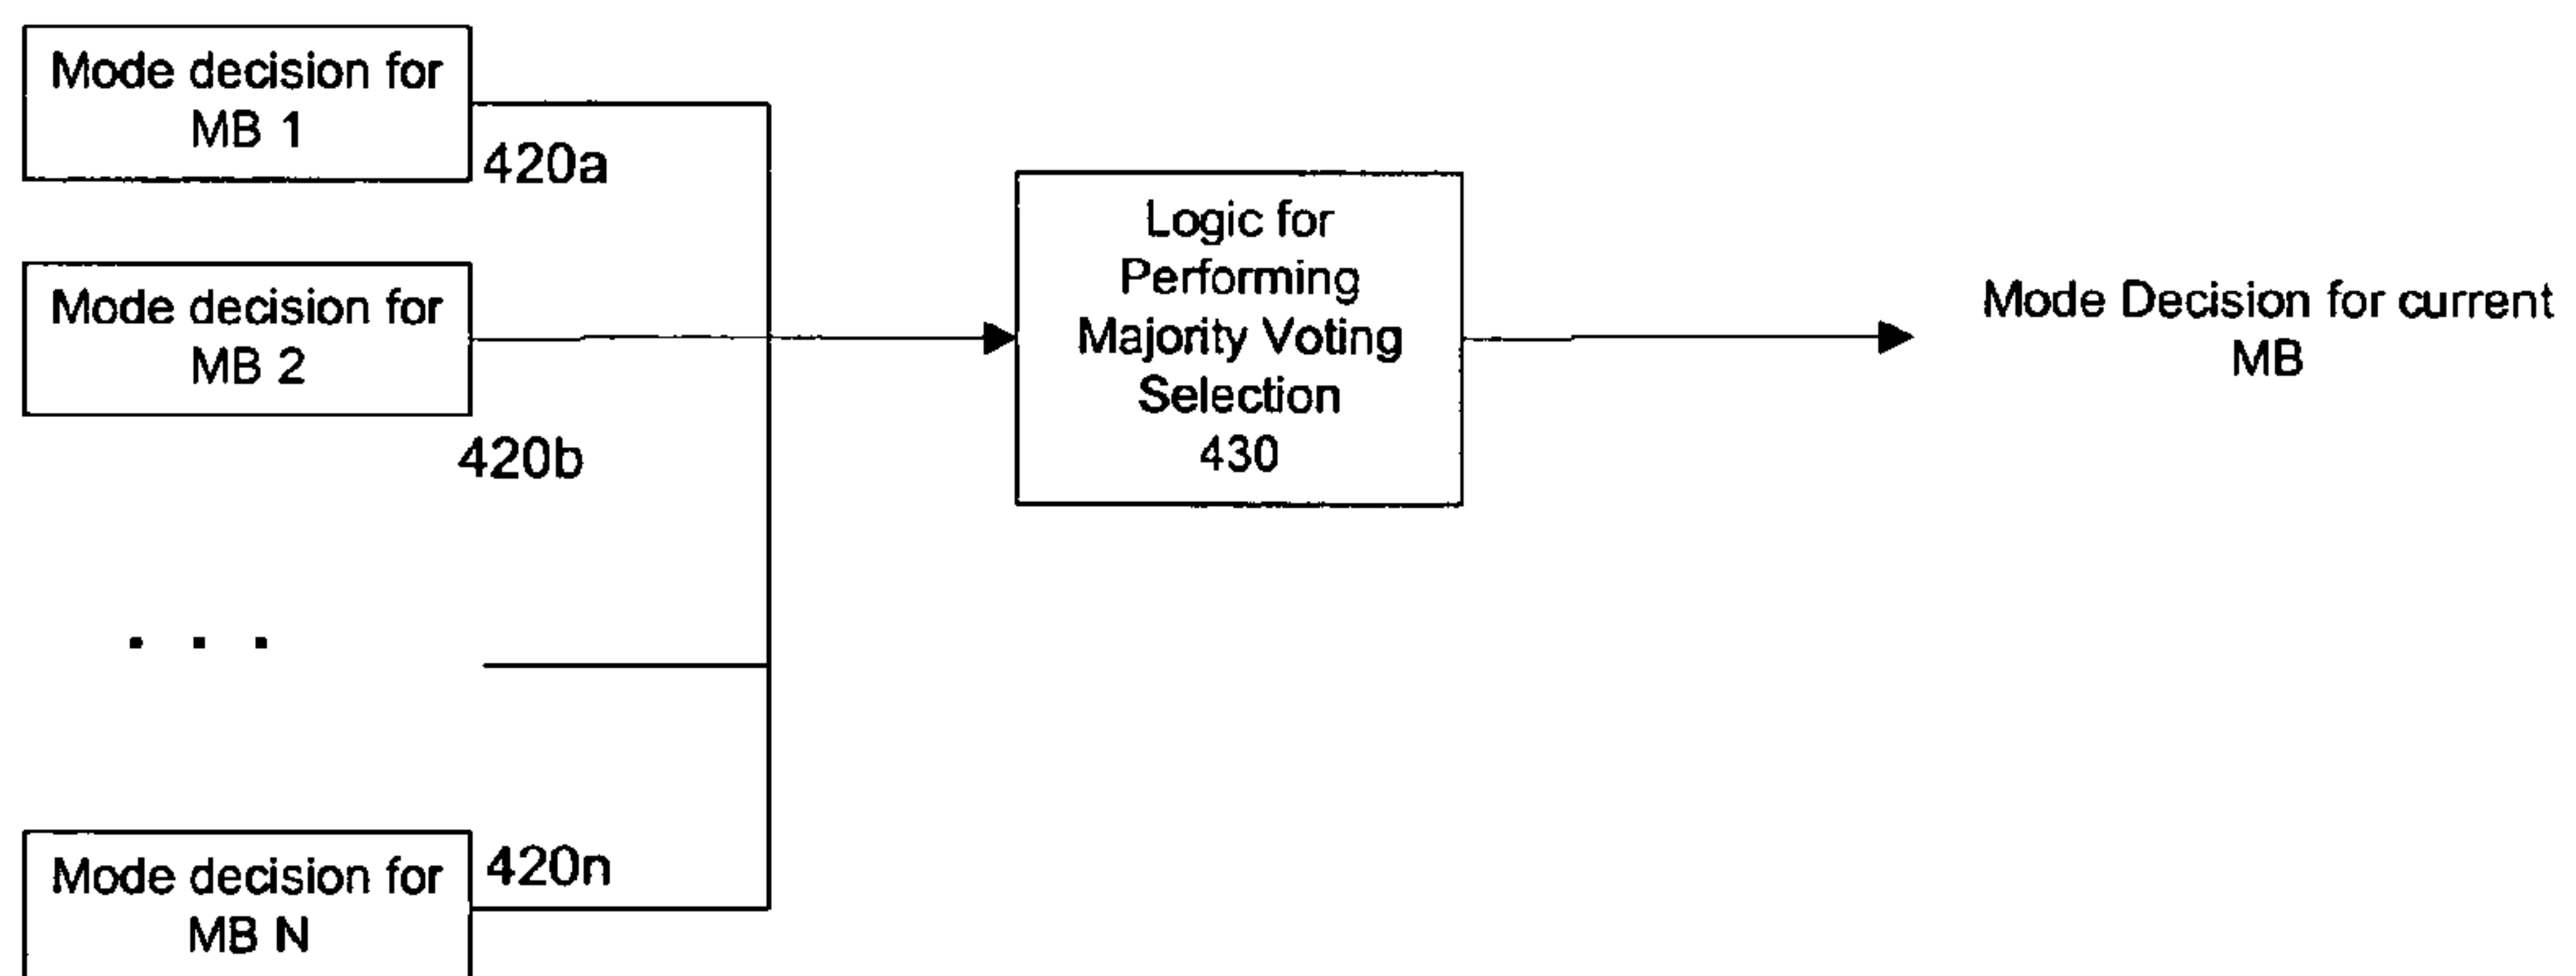 Mode decision for
MB 1
420a
Mode decision for
MB 2
420b
. . .
Mode decision for
MB N
420n
Logic for
Performing
Majority Voting
Selection
430
Mode Decision for current
MB